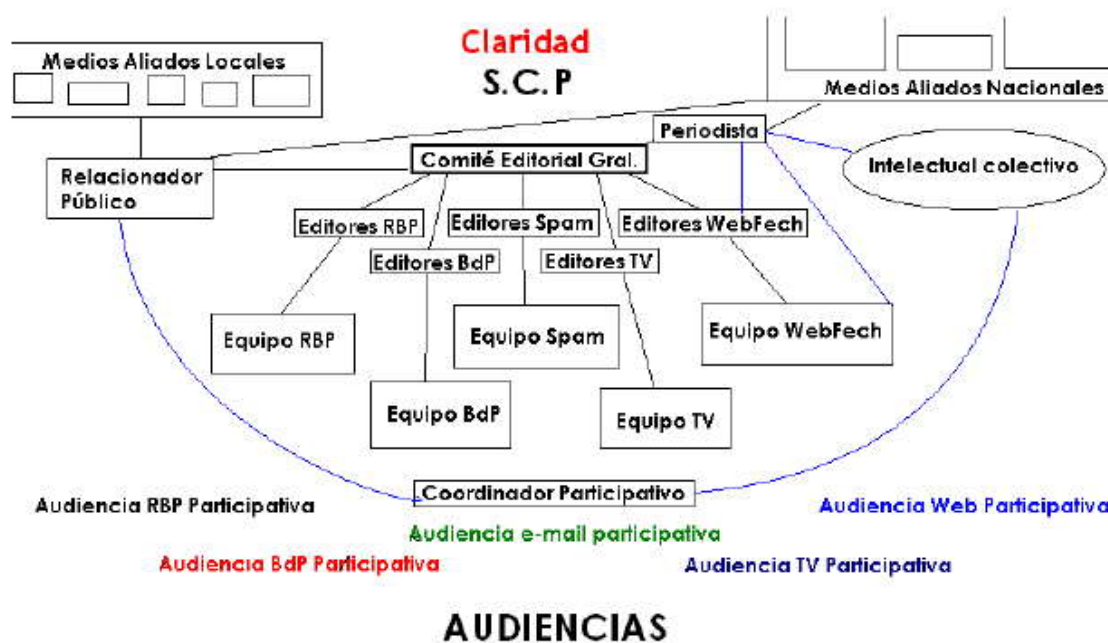 Claridad
S.C.P
Medios Aliados Locales
Medios Aliados Nacionales
Periodista
Comité Editorial Gral.
Intelectual colectivo
Relacionador
Público
Editores RBP
Editores Spam
Editores WebFech
Editores BdP
Editores TV
Equipo RBP
Equipo Spam
Equipo WebFech
Equipo BdP
Equipo TV
Coordinador Participativo
Audiencia RBP Participativa
Audiencia Web Participativa
Audiencia e-mail participativa
Audiencia BdP Participativa
Audiencia TV Participativa
AUDIENCIAS